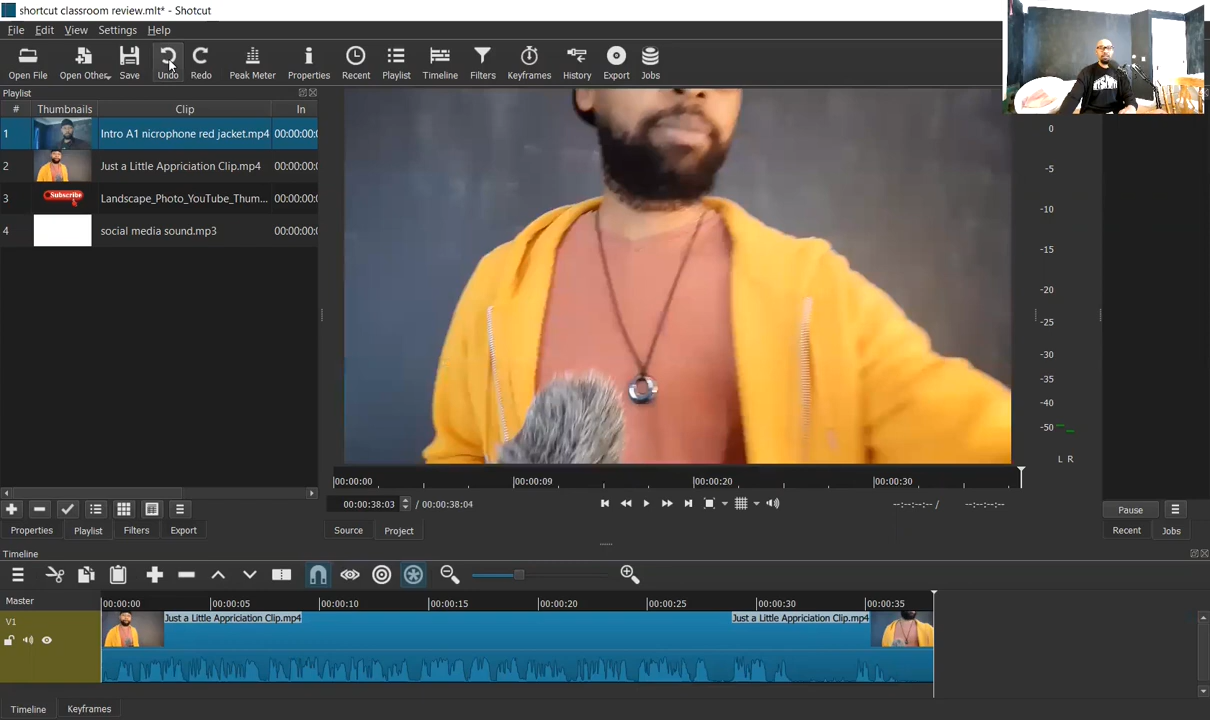 shortcut classroom review.mlt* - Shotcut
File Edit View Settings Help
Open File Open Other Save Undo Redo Peak Meter Properties Recent Playlist Timeline Filters Keyframes History Export Jobs
Playlist
# Thumbnails Clip In
1 Intro A1 nicrophone red jacket.mp4 00:00:00:
2 Just a Little Appriciation Clip.mp4 00:00:00:
3 Subscribe Landscape_Photo_YouTube_Thum... 00:00:00:
4 social media sound.mp3 00:00:00:
0
-5
-10
-15
-20
-25
-30
-35
-40
-50
L R
00:00:00 00:00:09 00:00:20 00:00:30
00:00:38:03 / 00:00:38:04 --:--:--:-- / --:--:--:--
Pause
Properties Playlist Filters Export Source Project Recent Jobs
Timeline
Master 00:00:00 00:00:05 00:00:10 00:00:15 00:00:20 00:00:25 00:00:30 00:00:35
V1 Just a Little Appriciation Clip.mp4 Just a Little Appriciation Clip.mp4
Timeline Keyframes